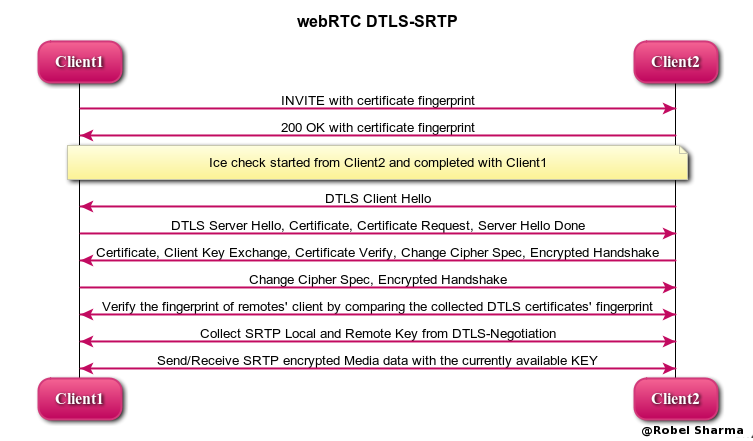 webRTC DTLS-SRTP
Client1
Client2
INVITE with certificate fingerprint
200 OK with certificate fingerprint
Ice check started from Client2 and completed with Client1
DTLS Client Hello
DTLS Server Hello, Certificate, Certificate Request, Server Hello Done
Certificate, Client Key Exchange, Certificate Verify, Change Cipher Spec, Encrypted Handshake
Change Cipher Spec, Encrypted Handshake
Verify the fingerprint of remotes' client by comparing the collected DTLS certificates' fingerprint
Collect SRTP Local and Remote Key from DTLS-Negotiation
Send/Receive SRTP encrypted Media data with the currently available KEY
Client1
Client2
@Robel Sharma